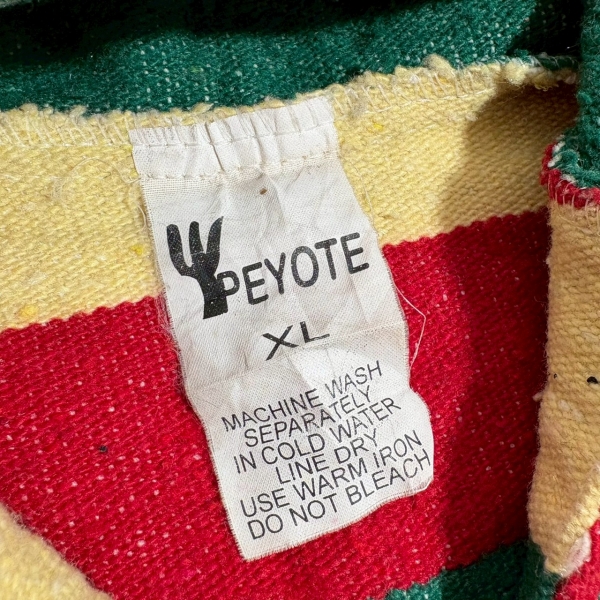 PEYOTE
XL
MACHINE WASH
SEPARATELY
IN COLD WATER
LINE DRY
USE WARM IRON
DO NOT BLEACH